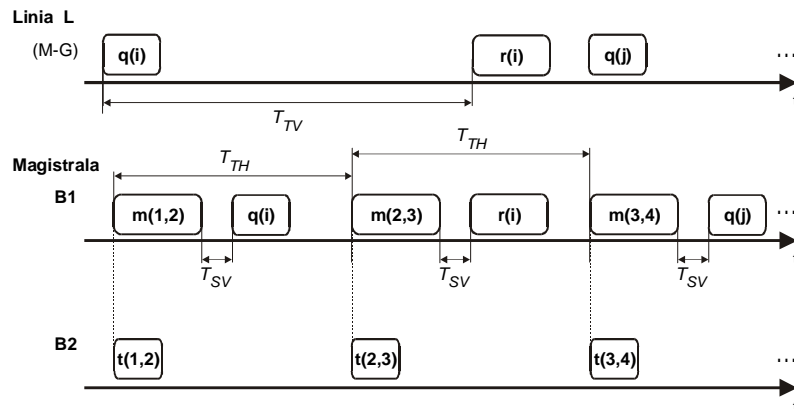 Linia L
(M-G) q(i) r(i) q(j) ...
T_TV
T_TH T_TH
Magistrala
B1 m(1,2) q(i) m(2,3) r(i) m(3,4) q(j) ...
T_SV T_SV T_SV
B2 t(1,2) t(2,3) t(3,4) ...